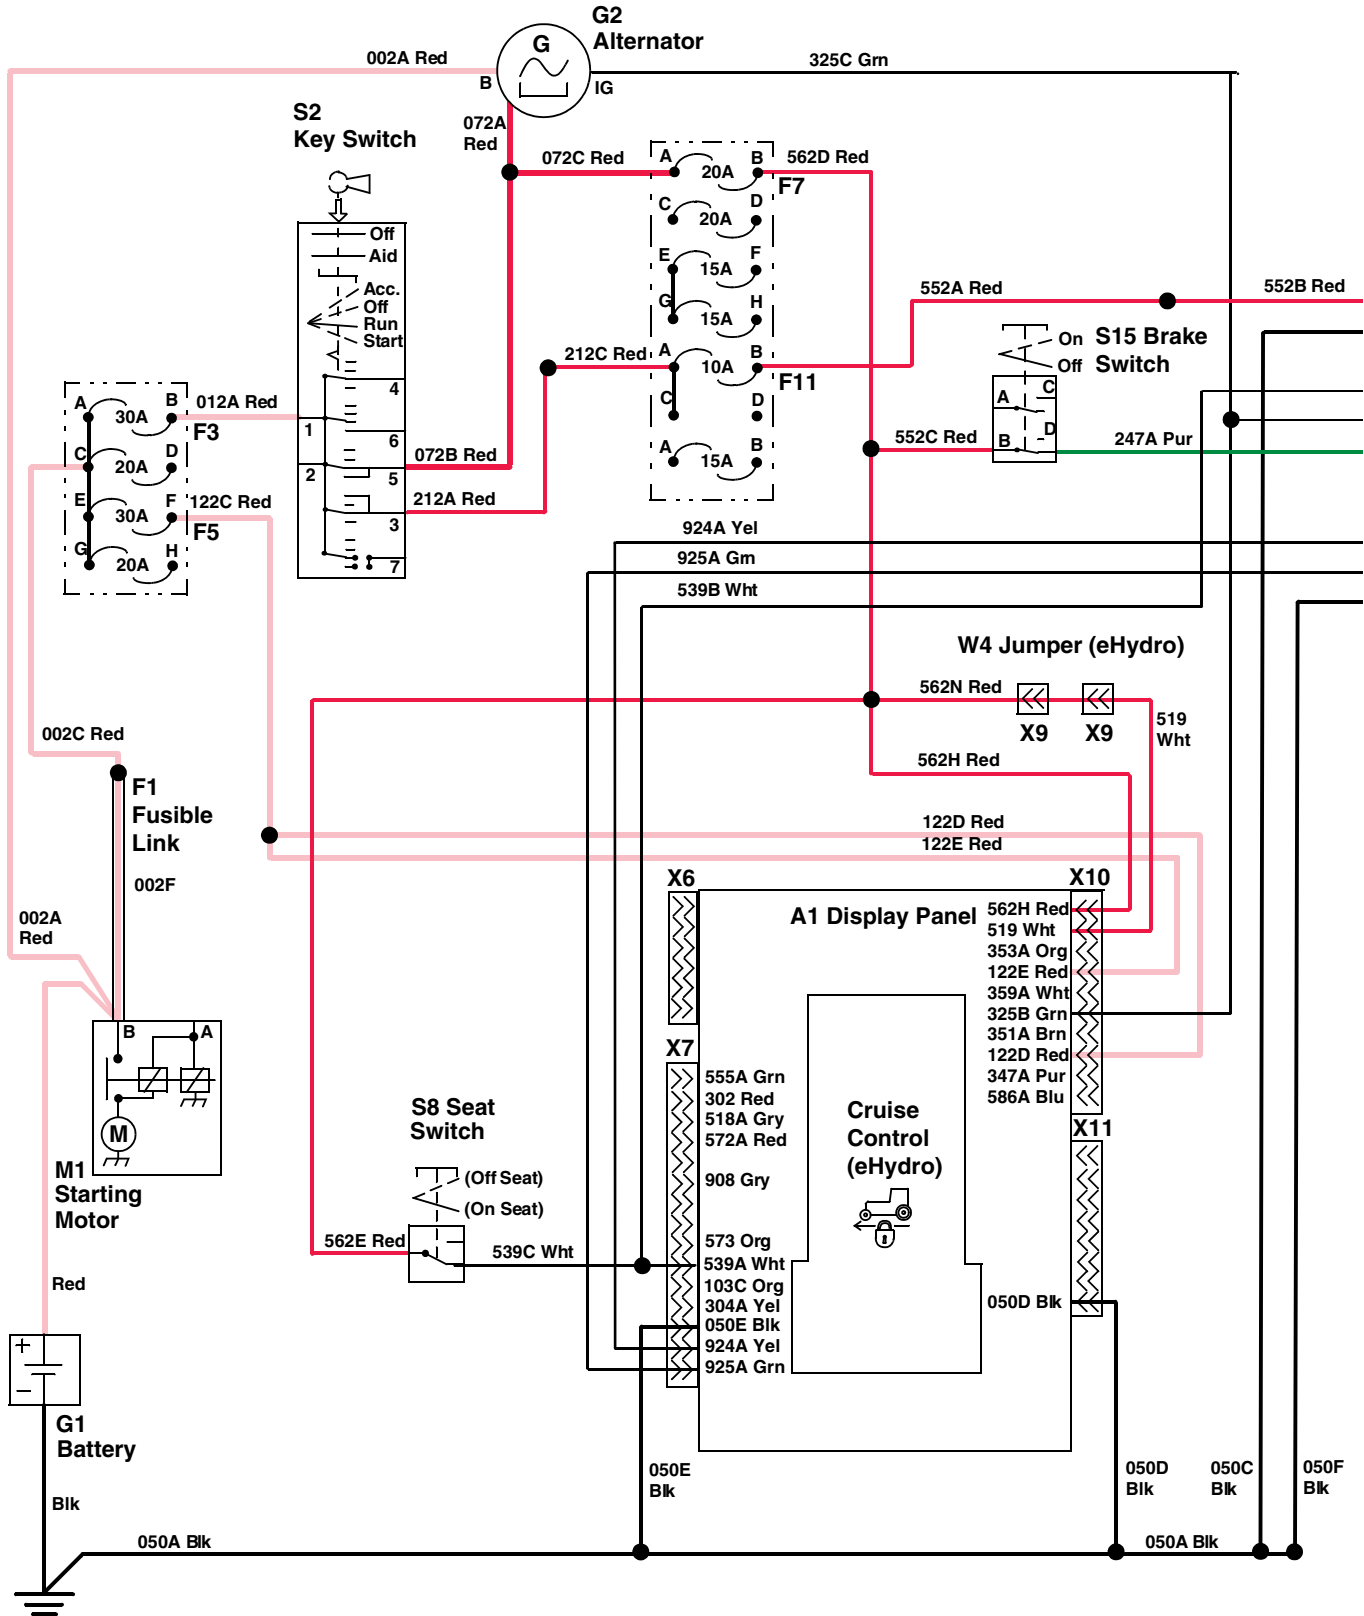 G2
Alternator
002A Red
G
B
IG
325C Grn
S2
Key Switch
072A
Red
072C Red
A
20A
B
562D Red
F7
C
20A
D
E
15A
F
G
15A
H
212C Red
A
10A
B
F11
C
D
A
15A
B
Off
Aid
Acc.
Off
Run
Start
4
1
6
2
5
3
7
072B Red
212A Red
552A Red
552B Red
On
Off
S15 Brake
Switch
A
C
B
D
552C Red
247A Pur
A
30A
B
012A Red
F3
C
20A
D
E
30A
F
122C Red
F5
G
20A
H
924A Yel
925A Grn
539B Wht
W4 Jumper (eHydro)
562N Red
X9
X9
519
Wht
002C Red
562H Red
F1
Fusible
Link
122D Red
122E Red
002F
002A
Red
X6
X10
A1 Display Panel
562H Red
519 Wht
353A Org
122E Red
359A Wht
325B Grn
351A Brn
122D Red
347A Pur
586A Blu
B
A
M
M1
Starting
Motor
X7
555A Grn
302 Red
518A Gry
572A Red
908 Gry
573 Org
539A Wht
103C Org
304A Yel
050E Blk
924A Yel
925A Grn
Cruise
Control
(eHydro)
X11
050D Blk
S8 Seat
Switch
(Off Seat)
(On Seat)
562E Red
539C Wht
Red
+
−
G1
Battery
Blk
050E
Blk
050D
Blk
050C
Blk
050F
Blk
050A Blk
050A Blk